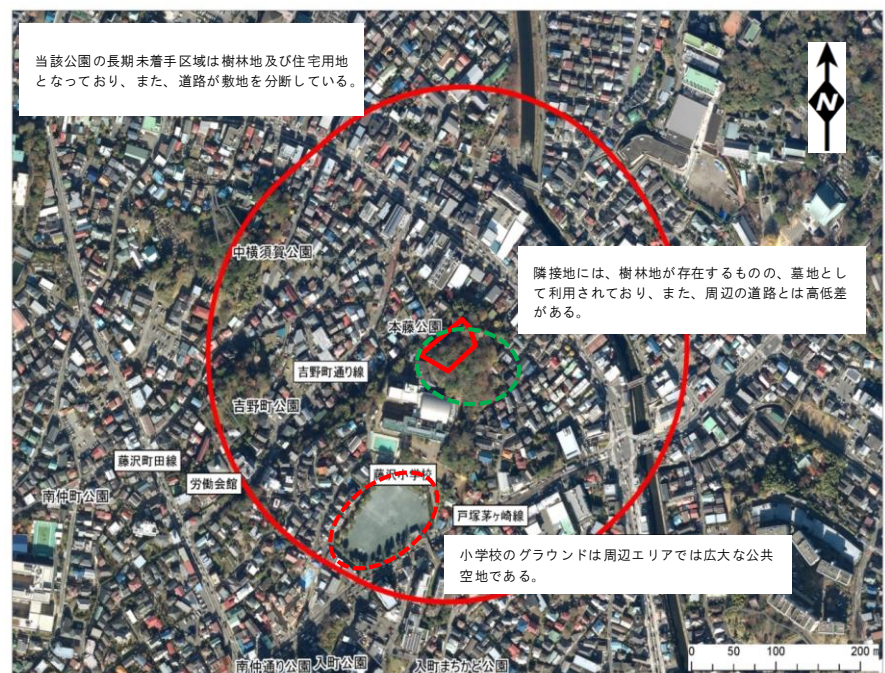 当該公園の長期未着手区域は樹林地及び住宅用地
となっており、また、道路が敷地を分断している。
N
中横須賀公園
隣接地には、樹林地が存在するものの、墓地とし
て利用されており、また、周辺の道路とは高低差
がある。
本藤公園
吉野町通り線
吉野町公園
藤沢町田線
労働会館
藤沢小学校
南仲町公園
戸塚茅ヶ崎線
小学校のグラウンドは周辺エリアでは広大な公共
空地である。
南仲通り公園
入町公園
入町まちかど公園
0 50 100 200 m